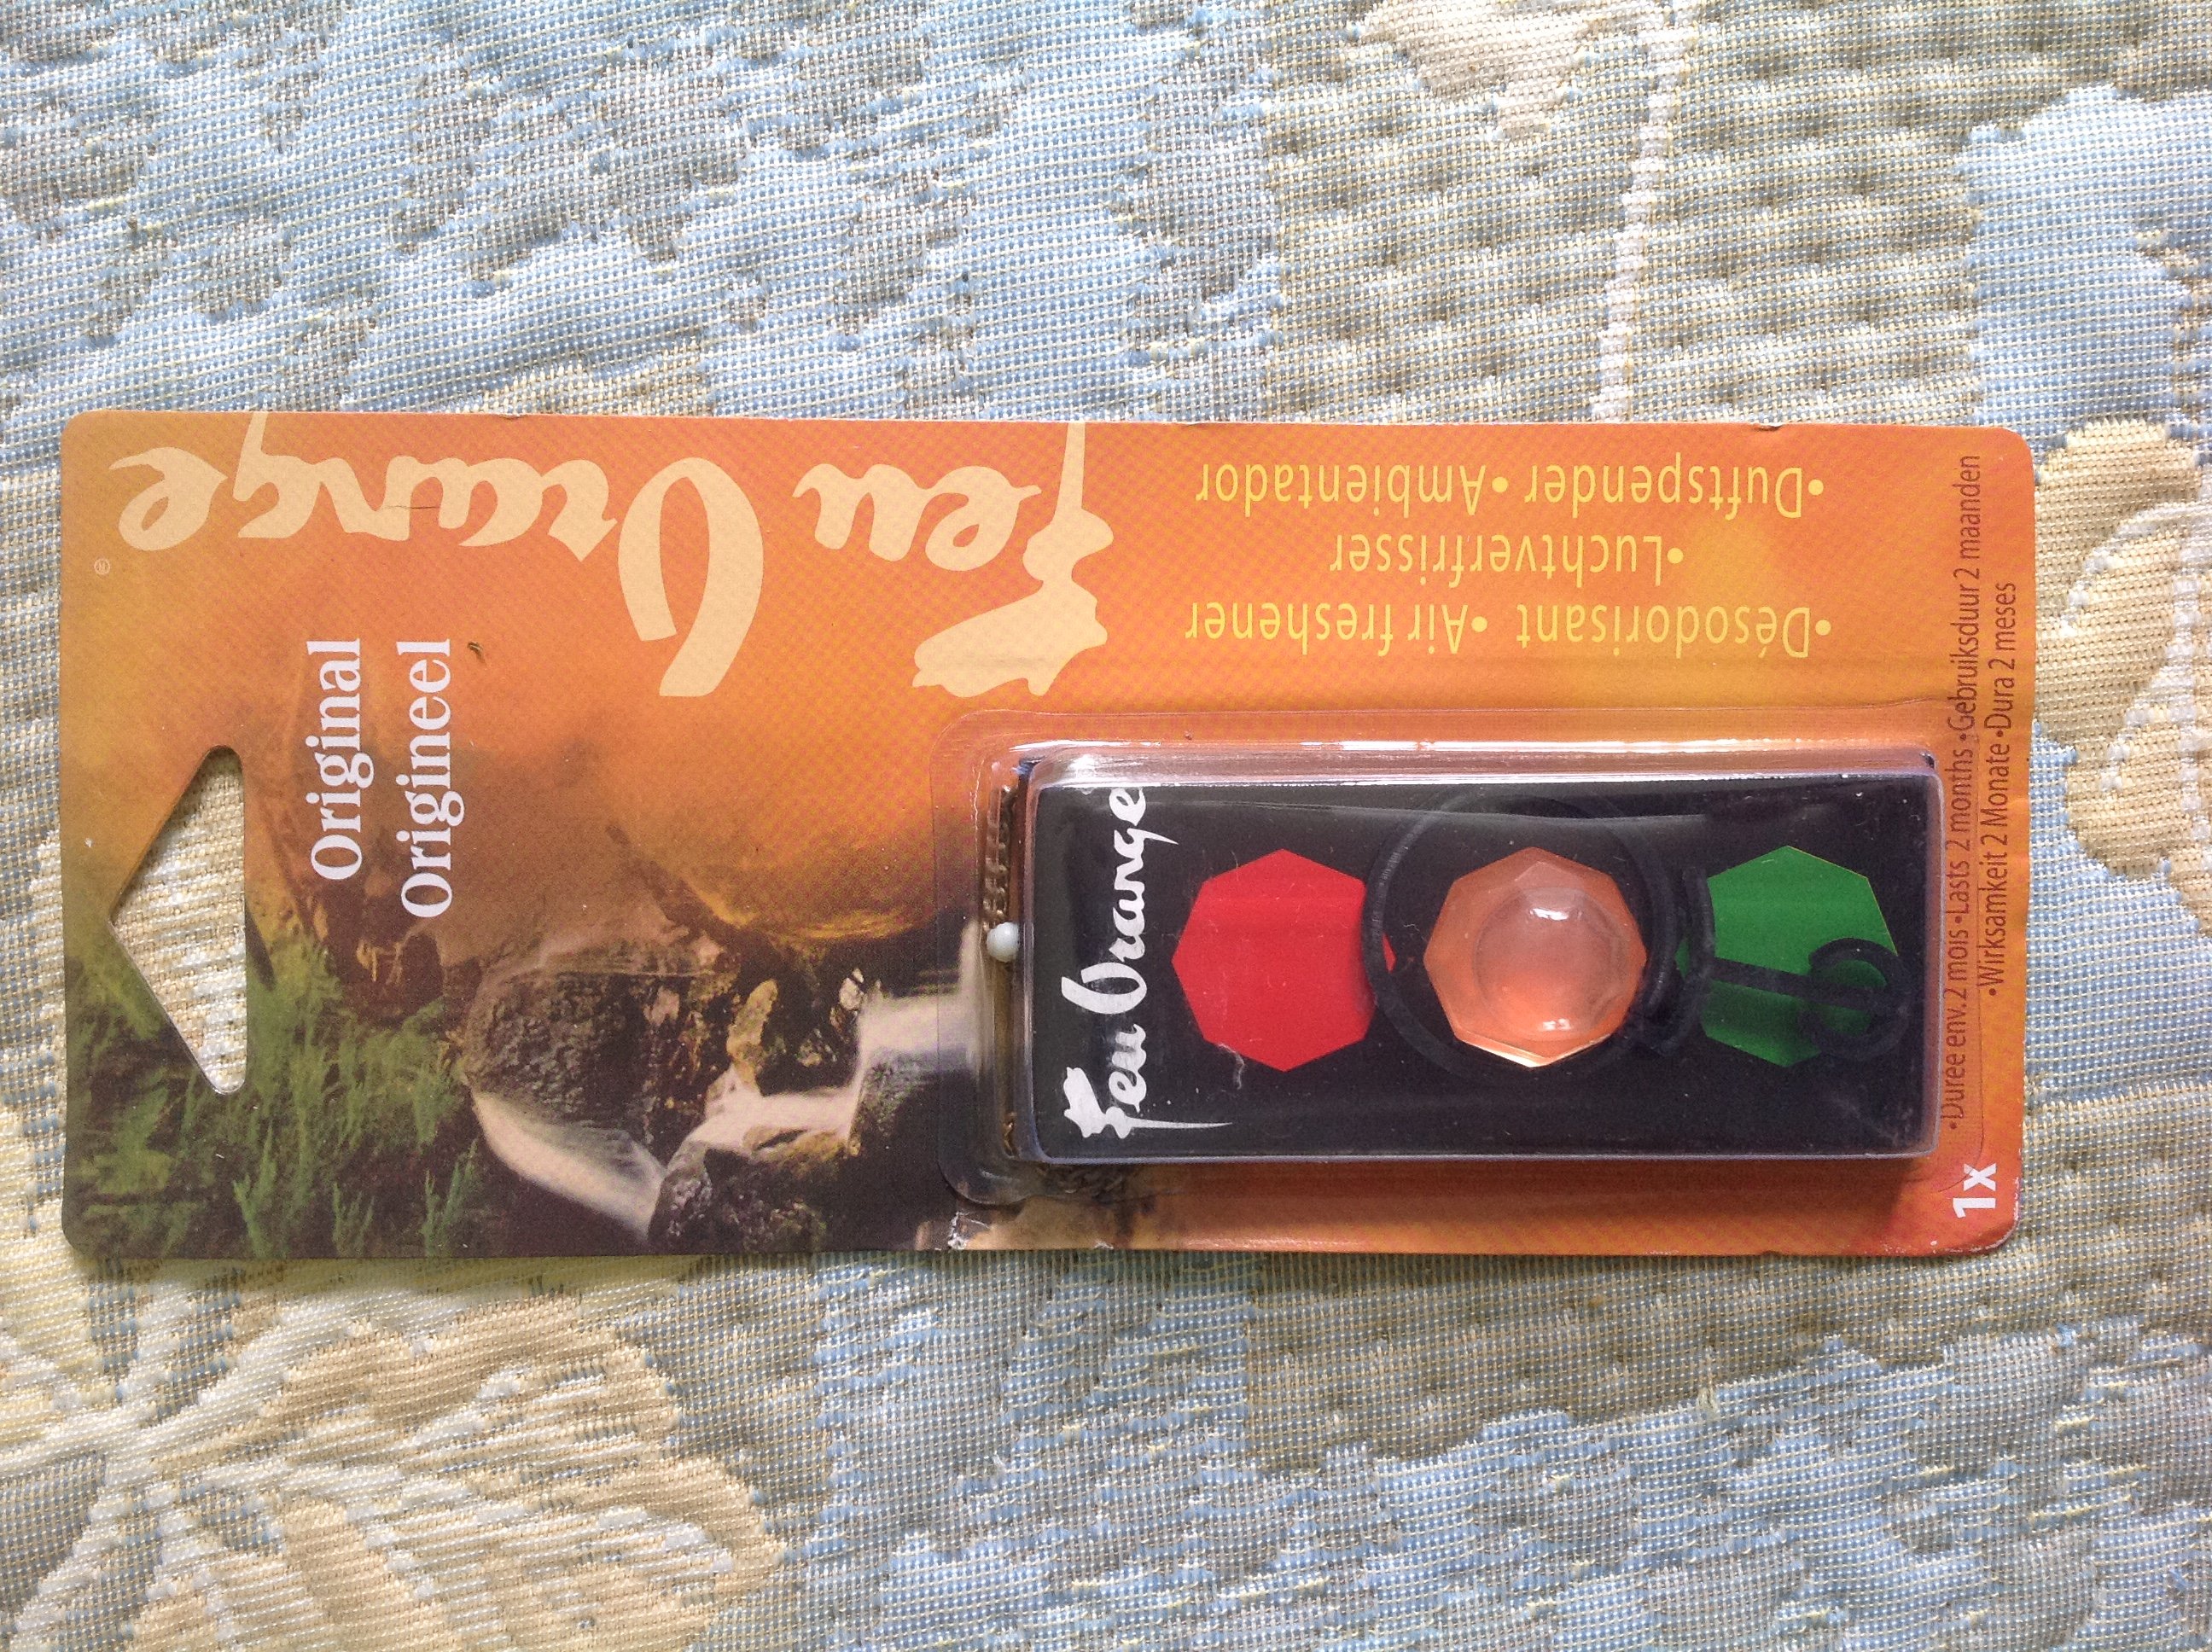 Original
Origineel
Feu Orange
®
•Désodorisant •Air freshener
•Luchtverfrisser
•Duftspender •Ambientador
Feu Orange
•Durée env. 2 mois •Lasts 2 months •Gebruiksduur 2 maanden
•Wirksamkeit 2 Monate •Dura 2 meses
1x